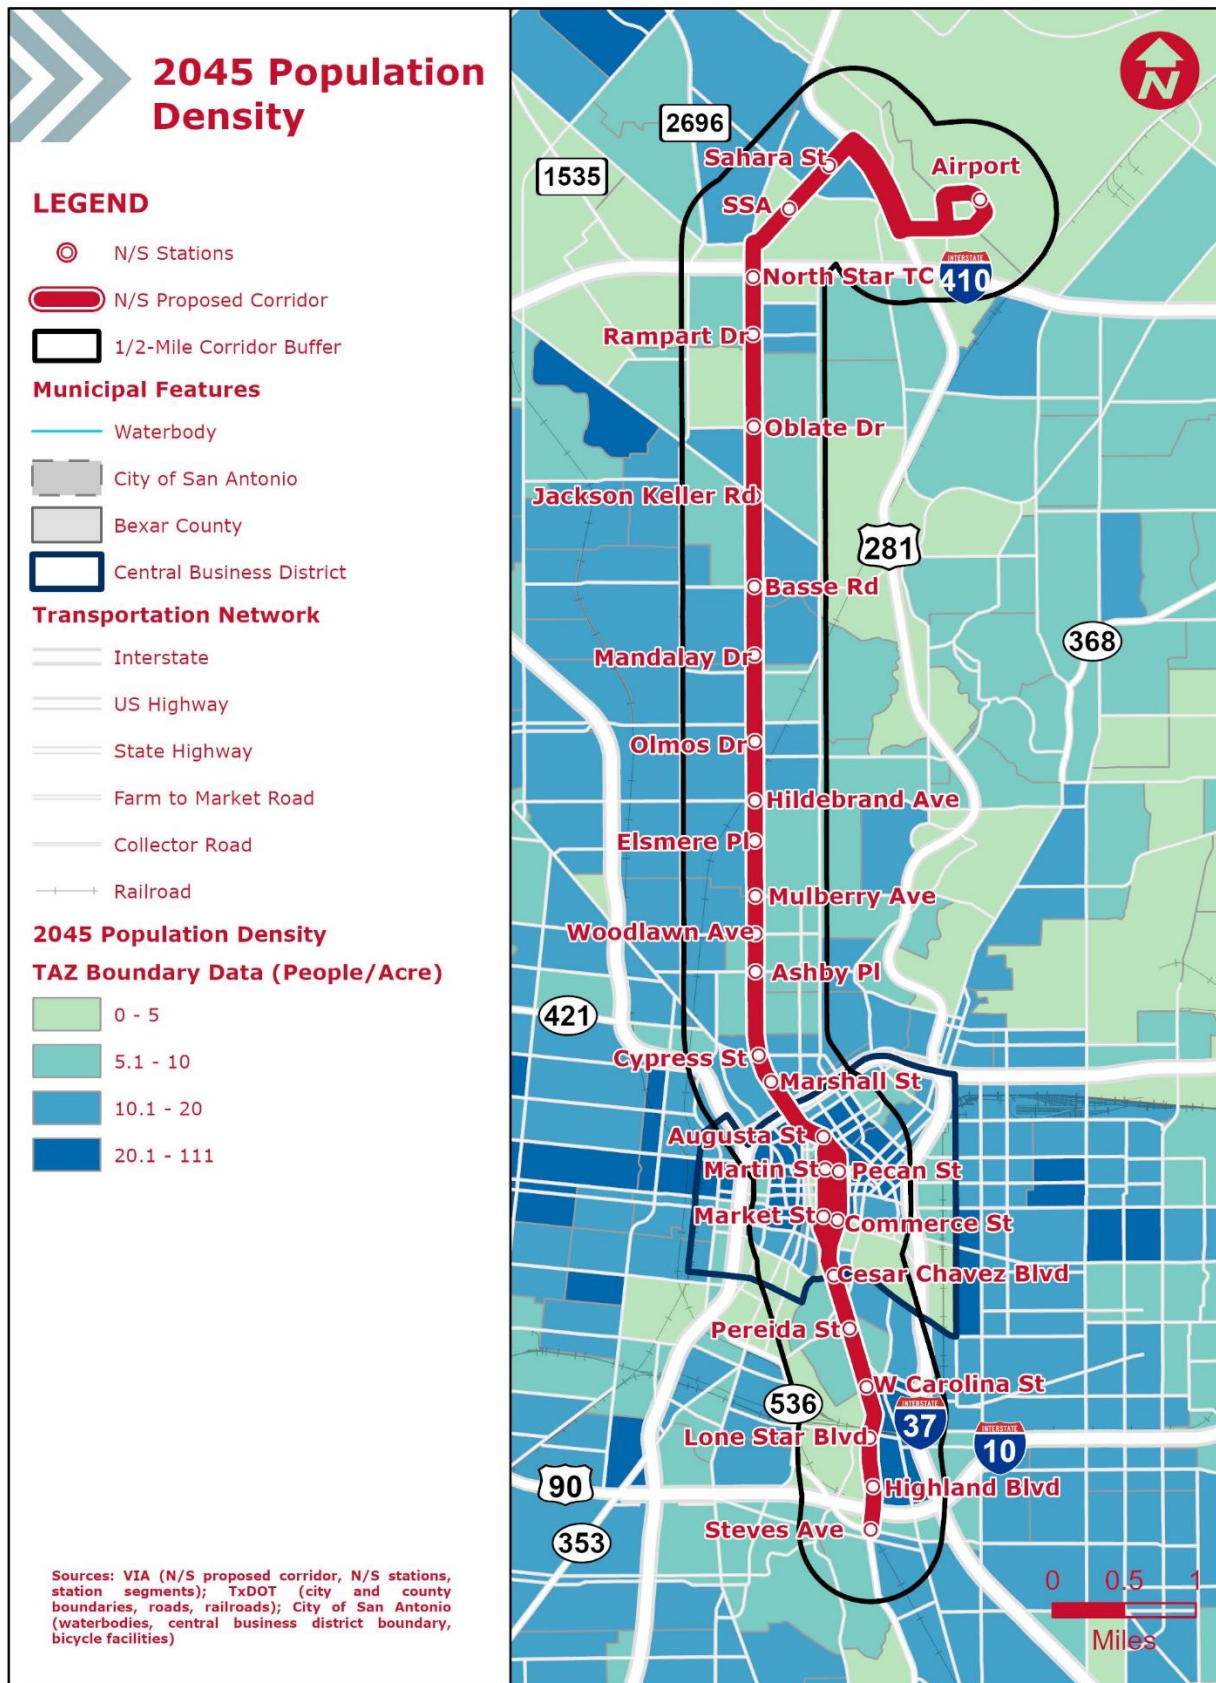 2045 Population
Density
LEGEND
N/S Stations
N/S Proposed Corridor
1/2-Mile Corridor Buffer
Municipal Features
Waterbody
City of San Antonio
Bexar County
Central Business District
Transportation Network
Interstate
US Highway
State Highway
Farm to Market Road
Collector Road
Railroad
2045 Population Density
TAZ Boundary Data (People/Acre)
0 - 5
5.1 - 10
10.1 - 20
20.1 - 111
Sources: VIA (N/S proposed corridor, N/S stations,
station segments); TxDOT (city and county
boundaries, roads, railroads); City of San Antonio
(waterbodies, central business district boundary,
bicycle facilities)
N
2696
1535
Sahara St
Airport
SSA
North Star TC
INTERSTATE
410
Rampart Dr
Oblate Dr
Jackson Keller Rd
281
Basse Rd
368
Mandalay Dr
Olmos Dr
Hildebrand Ave
Elsmere Pl
Mulberry Ave
Woodlawn Ave
Ashby Pl
421
Cypress St
Marshall St
Augusta St
Martin St
Pecan St
Market St
Commerce St
Cesar Chavez Blvd
Pereida St
W Carolina St
536
INTERSTATE
37
Lone Star Blvd
INTERSTATE
10
90
Highland Blvd
Steves Ave
353
0 0.5 1
Miles